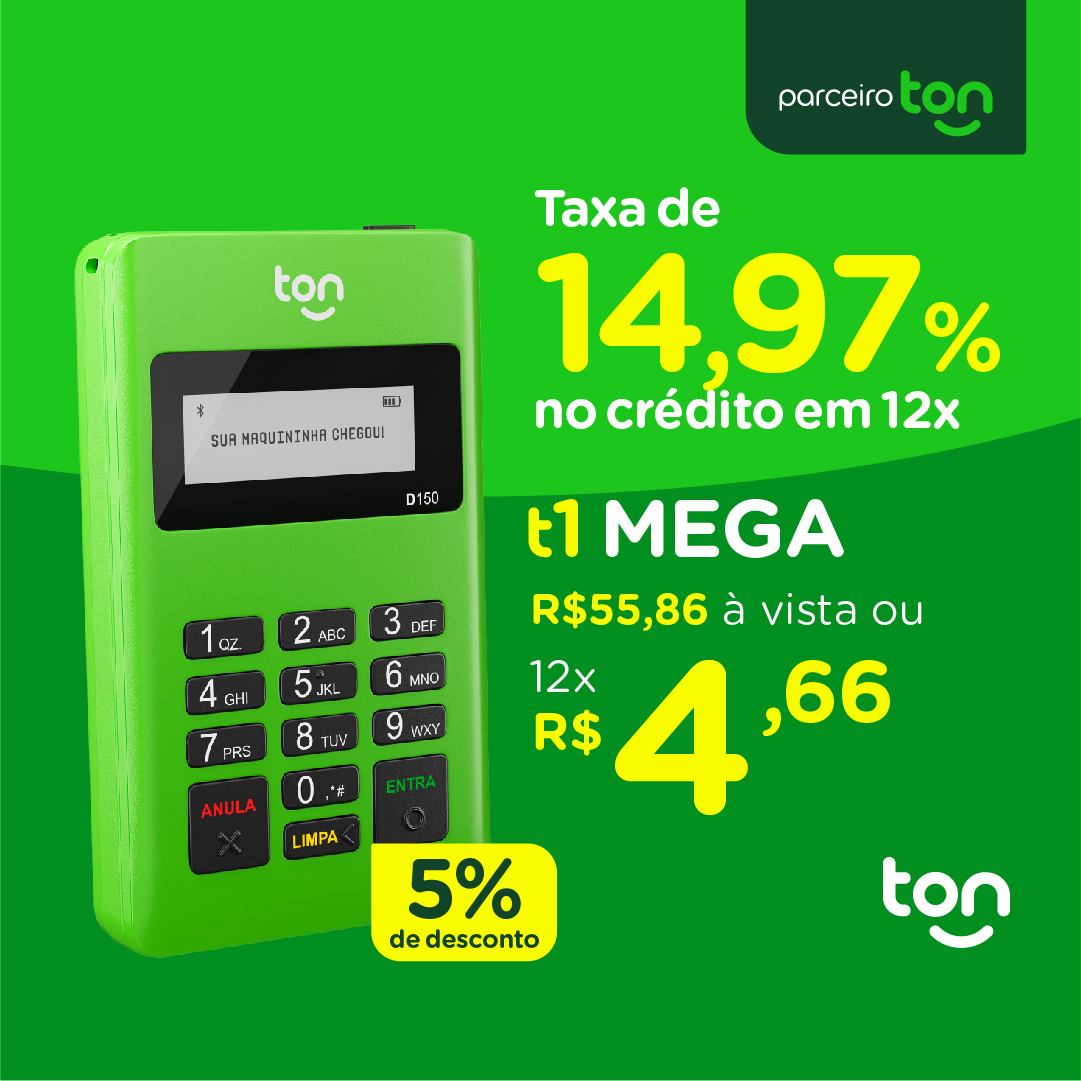 parceiro ton
Taxa de
14,97%
no crédito em 12x
t1 MEGA
R$55,86 à vista ou
12x
R$ 4,66
ton
SUA MAQUININHA CHEGOU!
D150
1 QZ. 2 ABC 3 DEF
4 GHI 5 JKL 6 MNO
7 PRS 8 TUV 9 WXY
ANULA 0 ,*# ENTRA
LIMPA
5%
de desconto
ton